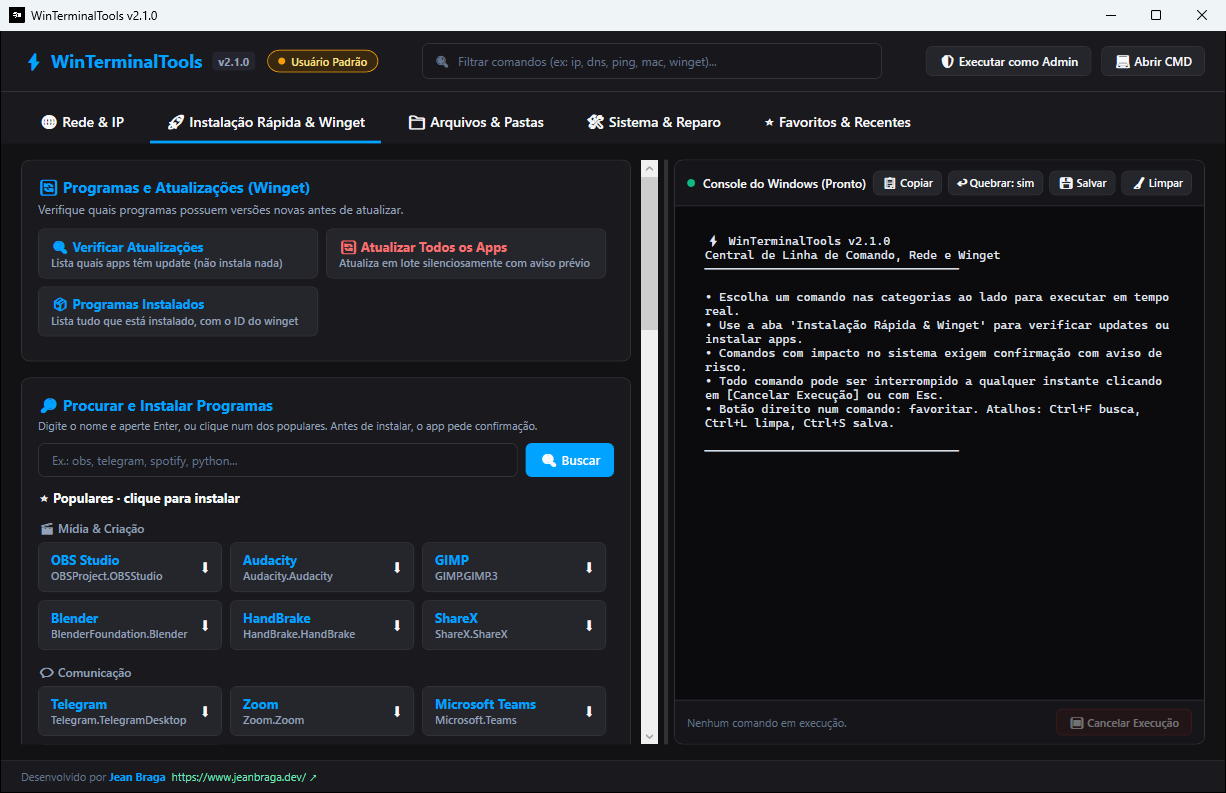 WinTerminalTools v2.1.0
WinTerminalTools v2.1.0 Usuário Padrão
Filtrar comandos (ex: ip, dns, ping, mac, winget)...
Executar como Admin
Abrir CMD
Rede & IP
Instalação Rápida & Winget
Arquivos & Pastas
Sistema & Reparo
★ Favoritos & Recentes
Programas e Atualizações (Winget)
Verifique quais programas possuem versões novas antes de atualizar.
Verificar Atualizações
Lista quais apps têm update (não instala nada)
Atualizar Todos os Apps
Atualiza em lote silenciosamente com aviso prévio
Programas Instalados
Lista tudo que está instalado, com o ID do winget
Procurar e Instalar Programas
Digite o nome e aperte Enter, ou clique num dos populares. Antes de instalar, o app pede confirmação.
Ex.: obs, telegram, spotify, python...
Buscar
★ Populares - clique para instalar
Mídia & Criação
OBS Studio
OBSProject.OBSStudio
Audacity
Audacity.Audacity
GIMP
GIMP.GIMP.3
Blender
BlenderFoundation.Blender
HandBrake
HandBrake.HandBrake
ShareX
ShareX.ShareX
Comunicação
Telegram
Telegram.TelegramDesktop
Zoom
Zoom.Zoom
Microsoft Teams
Microsoft.Teams
Console do Windows (Pronto)
Copiar
Quebrar: sim
Salvar
Limpar
WinTerminalTools v2.1.0
Central de Linha de Comando, Rede e Winget
• Escolha um comando nas categorias ao lado para executar em tempo
real.
• Use a aba 'Instalação Rápida & Winget' para verificar updates ou
instalar apps.
• Comandos com impacto no sistema exigem confirmação com aviso de
risco.
• Todo comando pode ser interrompido a qualquer instante clicando
em [Cancelar Execução] ou com Esc.
• Botão direito num comando: favoritar. Atalhos: Ctrl+F busca,
Ctrl+L limpa, Ctrl+S salva.
Nenhum comando em execução.
Cancelar Execução
Desenvolvido por Jean Braga https://www.jeanbraga.dev/ ↗